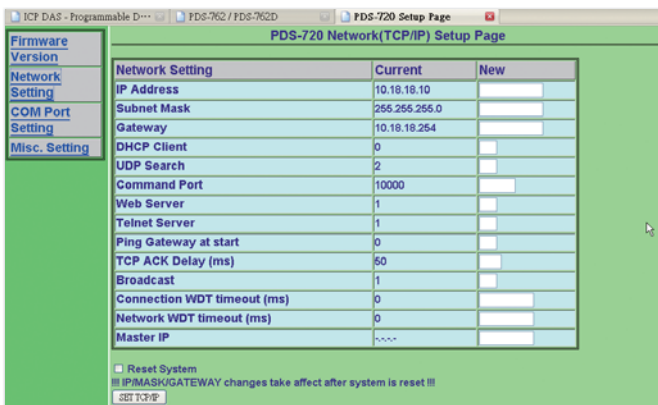 ICP DAS - Programmable D··· PDS-762 / PDS-762D PDS-720 Setup Page
PDS-720 Network(TCP/IP) Setup Page
Firmware
Version
Network
Setting
COM Port
Setting
Misc. Setting
Network Setting Current New
IP Address 10.18.18.10
Subnet Mask 255.255.255.0
Gateway 10.18.18.254
DHCP Client 0
UDP Search 2
Command Port 10000
Web Server 1
Telnet Server 1
Ping Gateway at start 0
TCP ACK Delay (ms) 50
Broadcast 1
Connection WDT timeout (ms) 0
Network WDT timeout (ms) 0
Master IP -.-.-.-
Reset System
!!! IP/MASK/GATEWAY changes take affect after system is reset !!!
SET TCP/IP